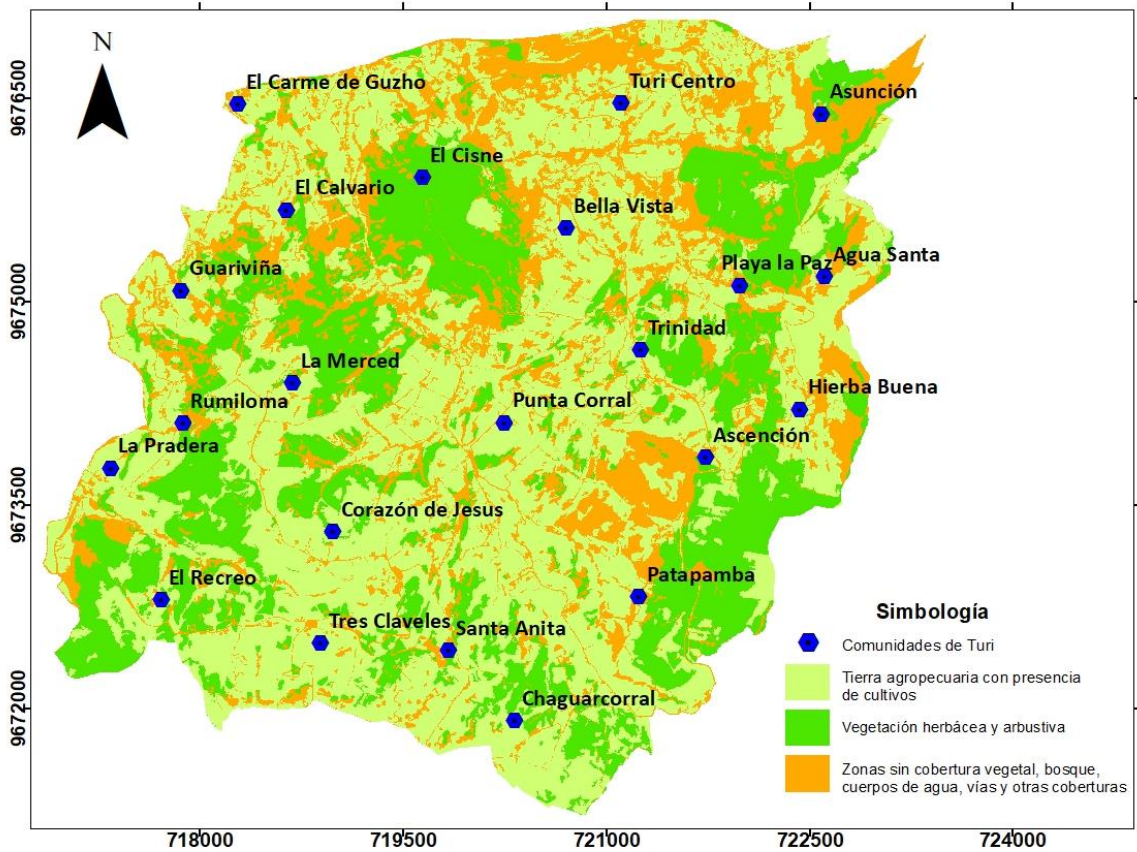 N
El Carme de Guzho
Turi Centro
Asunción
El Cisne
El Calvario
Bella Vista
Guariviña
Playa la Paz
Agua Santa
Trinidad
La Merced
Hierba Buena
Rumiloma
Punta Corral
La Pradera
Ascención
Corazón de Jesus
El Recreo
Patapamba
Tres Claveles
Santa Anita
Chaguarcorral
Simbología
Comunidades de Turi
Tierra agropecuaria con presencia
de cultivos
Vegetación herbácea y arbustiva
Zonas sin cobertura vegetal, bosque,
cuerpos de agua, vías y otras coberturas
9676500
9675000
9673500
9672000
718000
719500
721000
722500
724000